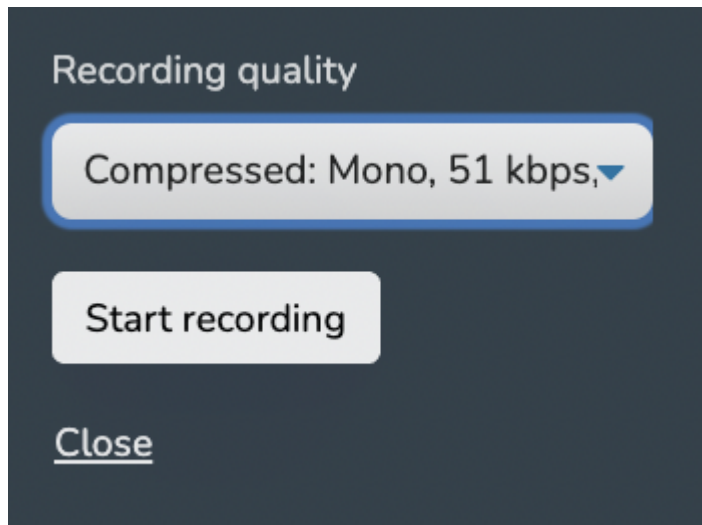 Recording quality
Compressed: Mono, 51 kbps,
Start recording
Close